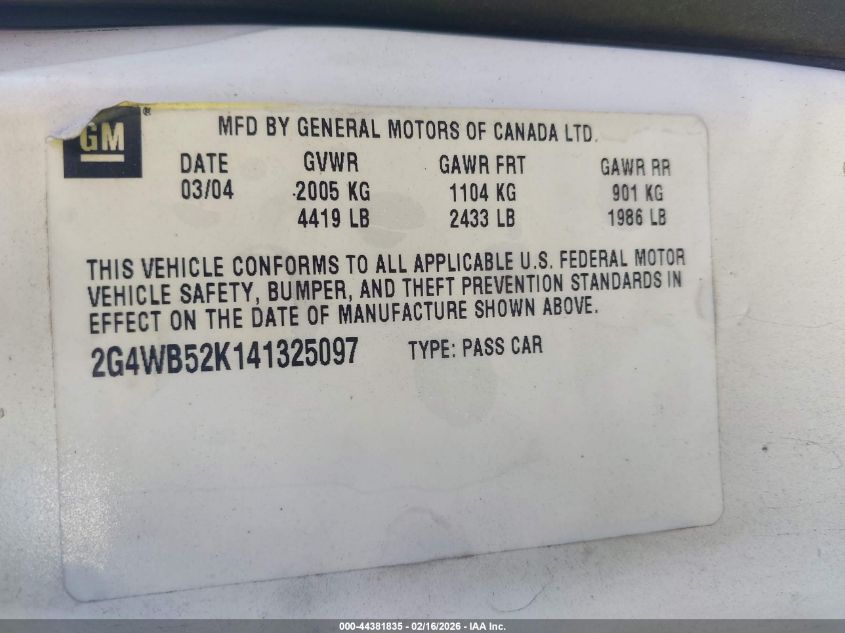 GM ®
MFD BY GENERAL MOTORS OF CANADA LTD.
DATE GVWR GAWR FRT GAWR RR
03/04 2005 KG 1104 KG 901 KG
4419 LB 2433 LB 1986 LB
THIS VEHICLE CONFORMS TO ALL APPLICABLE U.S. FEDERAL MOTOR
VEHICLE SAFETY, BUMPER, AND THEFT PREVENTION STANDARDS IN
EFFECT ON THE DATE OF MANUFACTURE SHOWN ABOVE.
2G4WB52K141325097 TYPE: PASS CAR
000-44381835 - 02/16/2026 - IAA Inc.